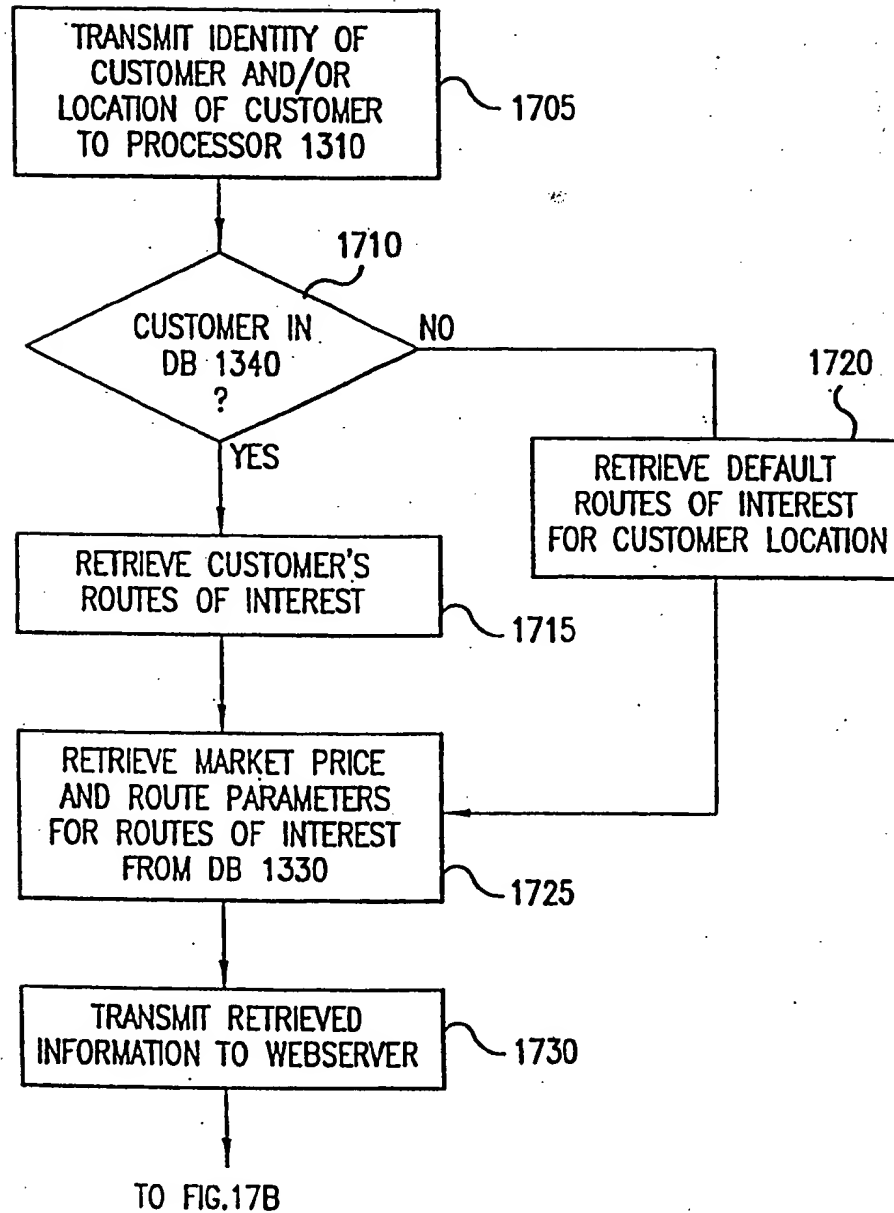 TRANSMIT IDENTITY OF
CUSTOMER AND/OR
LOCATION OF CUSTOMER
TO PROCESSOR 1310
1705
1710
CUSTOMER IN
DB 1340
?
NO
YES
1720
RETRIEVE DEFAULT
ROUTES OF INTEREST
FOR CUSTOMER LOCATION
RETRIEVE CUSTOMER'S
ROUTES OF INTEREST
1715
RETRIEVE MARKET PRICE
AND ROUTE PARAMETERS
FOR ROUTES OF INTEREST
FROM DB 1330
1725
TRANSMIT RETRIEVED
INFORMATION TO WEBSERVER
1730
TO FIG.17B